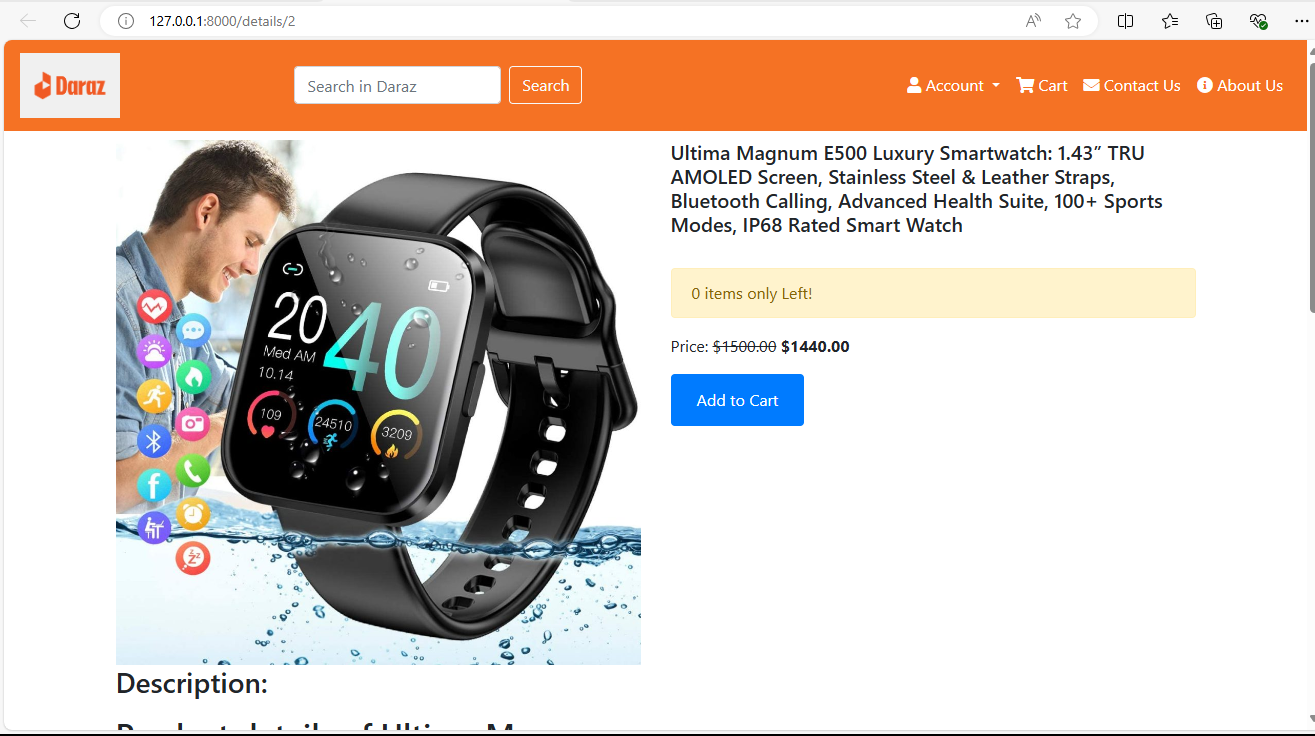 127.0.0.1:8000/details/2
Daraz
Search in Daraz
Search
Account
Cart
Contact Us
About Us
Ultima Magnum E500 Luxury Smartwatch: 1.43” TRU
AMOLED Screen, Stainless Steel & Leather Straps,
Bluetooth Calling, Advanced Health Suite, 100+ Sports
Modes, IP68 Rated Smart Watch
0 items only Left!
Price: $1500.00 $1440.00
Add to Cart
20
40
Med AM
10.14
109
24510
3209
Description: